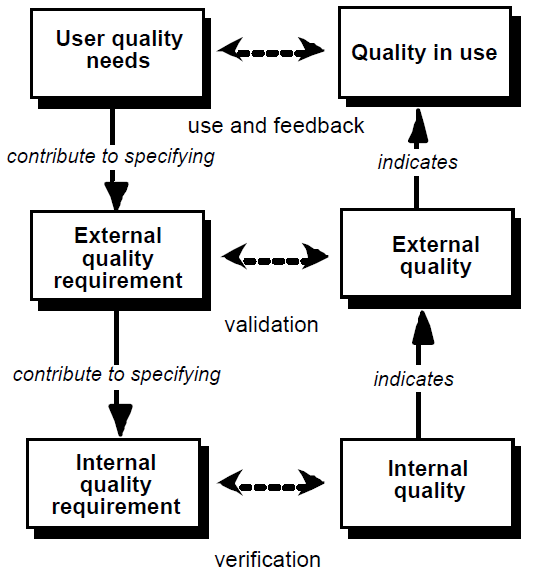 User quality
needs
Quality in use
use and feedback
contribute to specifying
indicates
External
quality
requirement
External
quality
validation
contribute to specifying
indicates
Internal
quality
requirement
Internal
quality
verification